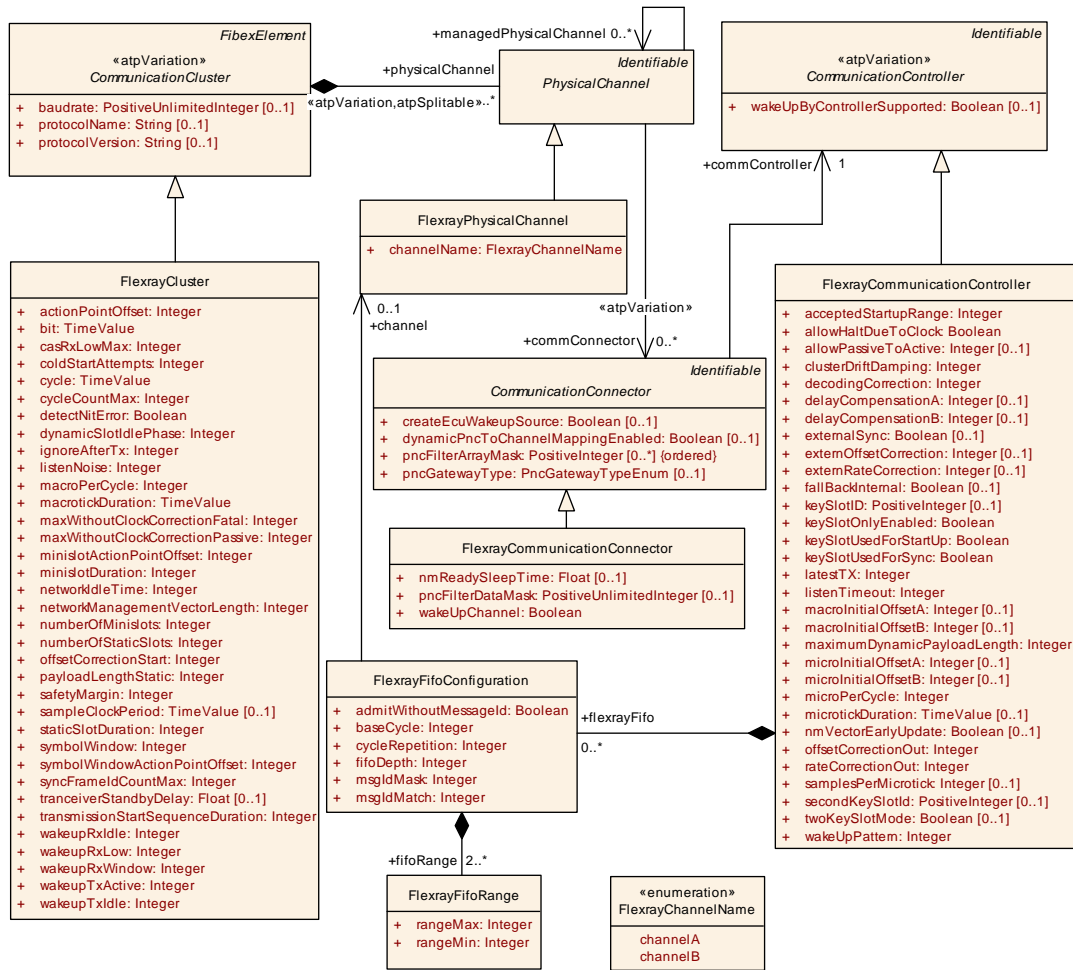 FibexElement
«atpVariation»
CommunicationCluster
+ baudrate: PositiveUnlimitedInteger [0..1]
+ protocolName: String [0..1]
+ protocolVersion: String [0..1]
+physicalChannel
«atpVariation,atpSplitable»..*
+managedPhysicalChannel 0..*
Identifiable
PhysicalChannel
Identifiable
«atpVariation»
CommunicationController
+ wakeUpByControllerSupported: Boolean [0..1]
+commController 1
FlexrayPhysicalChannel
+ channelName: FlexrayChannelName
0..1
+channel
«atpVariation»
+commConnector 0..*
FlexrayCluster
+ actionPointOffset: Integer
+ bit: TimeValue
+ casRxLowMax: Integer
+ coldStartAttempts: Integer
+ cycle: TimeValue
+ cycleCountMax: Integer
+ detectNitError: Boolean
+ dynamicSlotIdlePhase: Integer
+ ignoreAfterTx: Integer
+ listenNoise: Integer
+ macroPerCycle: Integer
+ macrotickDuration: TimeValue
+ maxWithoutClockCorrectionFatal: Integer
+ maxWithoutClockCorrectionPassive: Integer
+ minislotActionPointOffset: Integer
+ minislotDuration: Integer
+ networkIdleTime: Integer
+ networkManagementVectorLength: Integer
+ numberOfMinislots: Integer
+ numberOfStaticSlots: Integer
+ offsetCorrectionStart: Integer
+ payloadLengthStatic: Integer
+ safetyMargin: Integer
+ sampleClockPeriod: TimeValue [0..1]
+ staticSlotDuration: Integer
+ symbolWindow: Integer
+ symbolWindowActionPointOffset: Integer
+ syncFrameIdCountMax: Integer
+ tranceiverStandbyDelay: Float [0..1]
+ transmissionStartSequenceDuration: Integer
+ wakeupRxIdle: Integer
+ wakeupRxLow: Integer
+ wakeupRxWindow: Integer
+ wakeupTxActive: Integer
+ wakeupTxIdle: Integer
Identifiable
CommunicationConnector
+ createEcuWakeupSource: Boolean [0..1]
+ dynamicPncToChannelMappingEnabled: Boolean [0..1]
+ pncFilterArrayMask: PositiveInteger [0..*] {ordered}
+ pncGatewayType: PncGatewayTypeEnum [0..1]
FlexrayCommunicationConnector
+ nmReadySleepTime: Float [0..1]
+ pncFilterDataMask: PositiveUnlimitedInteger [0..1]
+ wakeUpChannel: Boolean
FlexrayCommunicationController
+ acceptedStartupRange: Integer
+ allowHaltDueToClock: Boolean
+ allowPassiveToActive: Integer [0..1]
+ clusterDriftDamping: Integer
+ decodingCorrection: Integer
+ delayCompensationA: Integer [0..1]
+ delayCompensationB: Integer [0..1]
+ externalSync: Boolean [0..1]
+ externOffsetCorrection: Integer [0..1]
+ externRateCorrection: Integer [0..1]
+ fallBackInternal: Boolean [0..1]
+ keySlotID: PositiveInteger [0..1]
+ keySlotOnlyEnabled: Boolean
+ keySlotUsedForStartUp: Boolean
+ keySlotUsedForSync: Boolean
+ latestTX: Integer
+ listenTimeout: Integer
+ macroInitialOffsetA: Integer [0..1]
+ macroInitialOffsetB: Integer [0..1]
+ maximumDynamicPayloadLength: Integer
+ microInitialOffsetA: Integer [0..1]
+ microInitialOffsetB: Integer [0..1]
+ microPerCycle: Integer
+ microtickDuration: TimeValue [0..1]
+ nmVectorEarlyUpdate: Boolean [0..1]
+ offsetCorrectionOut: Integer
+ rateCorrectionOut: Integer
+ samplesPerMicrotick: Integer [0..1]
+ secondKeySlotId: PositiveInteger [0..1]
+ twoKeySlotMode: Boolean [0..1]
+ wakeUpPattern: Integer
FlexrayFifoConfiguration
+ admitWithoutMessageId: Boolean
+ baseCycle: Integer
+ cycleRepetition: Integer
+ fifoDepth: Integer
+ msgIdMask: Integer
+ msgIdMatch: Integer
+flexrayFifo
0..*
+fifoRange 2..*
FlexrayFifoRange
+ rangeMax: Integer
+ rangeMin: Integer
«enumeration»
FlexrayChannelName
channelA
channelB